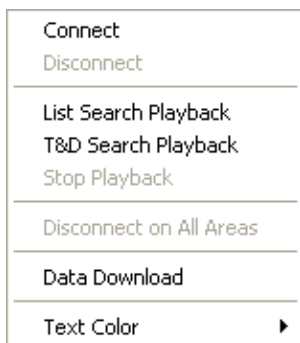 Connect
Disconnect
List Search Playback
T&D Search Playback
Stop Playback
Disconnect on All Areas
Data Download
Text Color